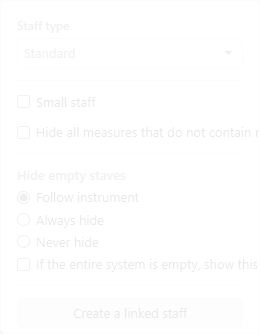 Staff type
Standard
Small staff
Hide all measures that do not contain
Hide empty staves
Follow instrument
Always hide
Never hide
If the entire system is empty, show this
Create a linked staff